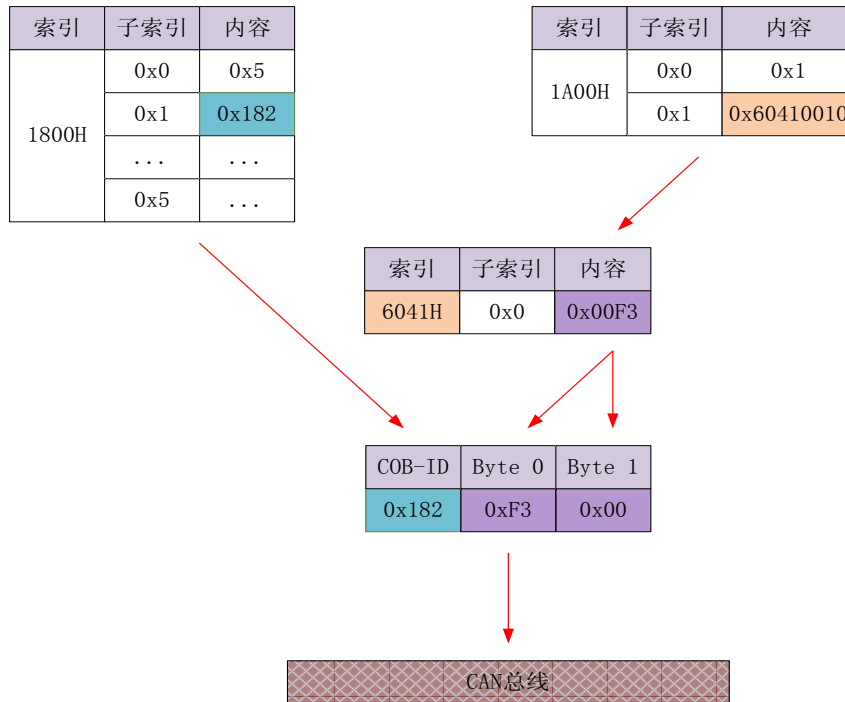 索引 子索引 内容
1800H
0x0 0x5
0x1 0x182
... ...
0x5 ...
索引 子索引 内容
1A00H
0x0 0x1
0x1 0x60410010
索引 子索引 内容
6041H 0x0 0x00F3
COB-ID Byte 0 Byte 1
0x182 0xF3 0x00
CAN总线